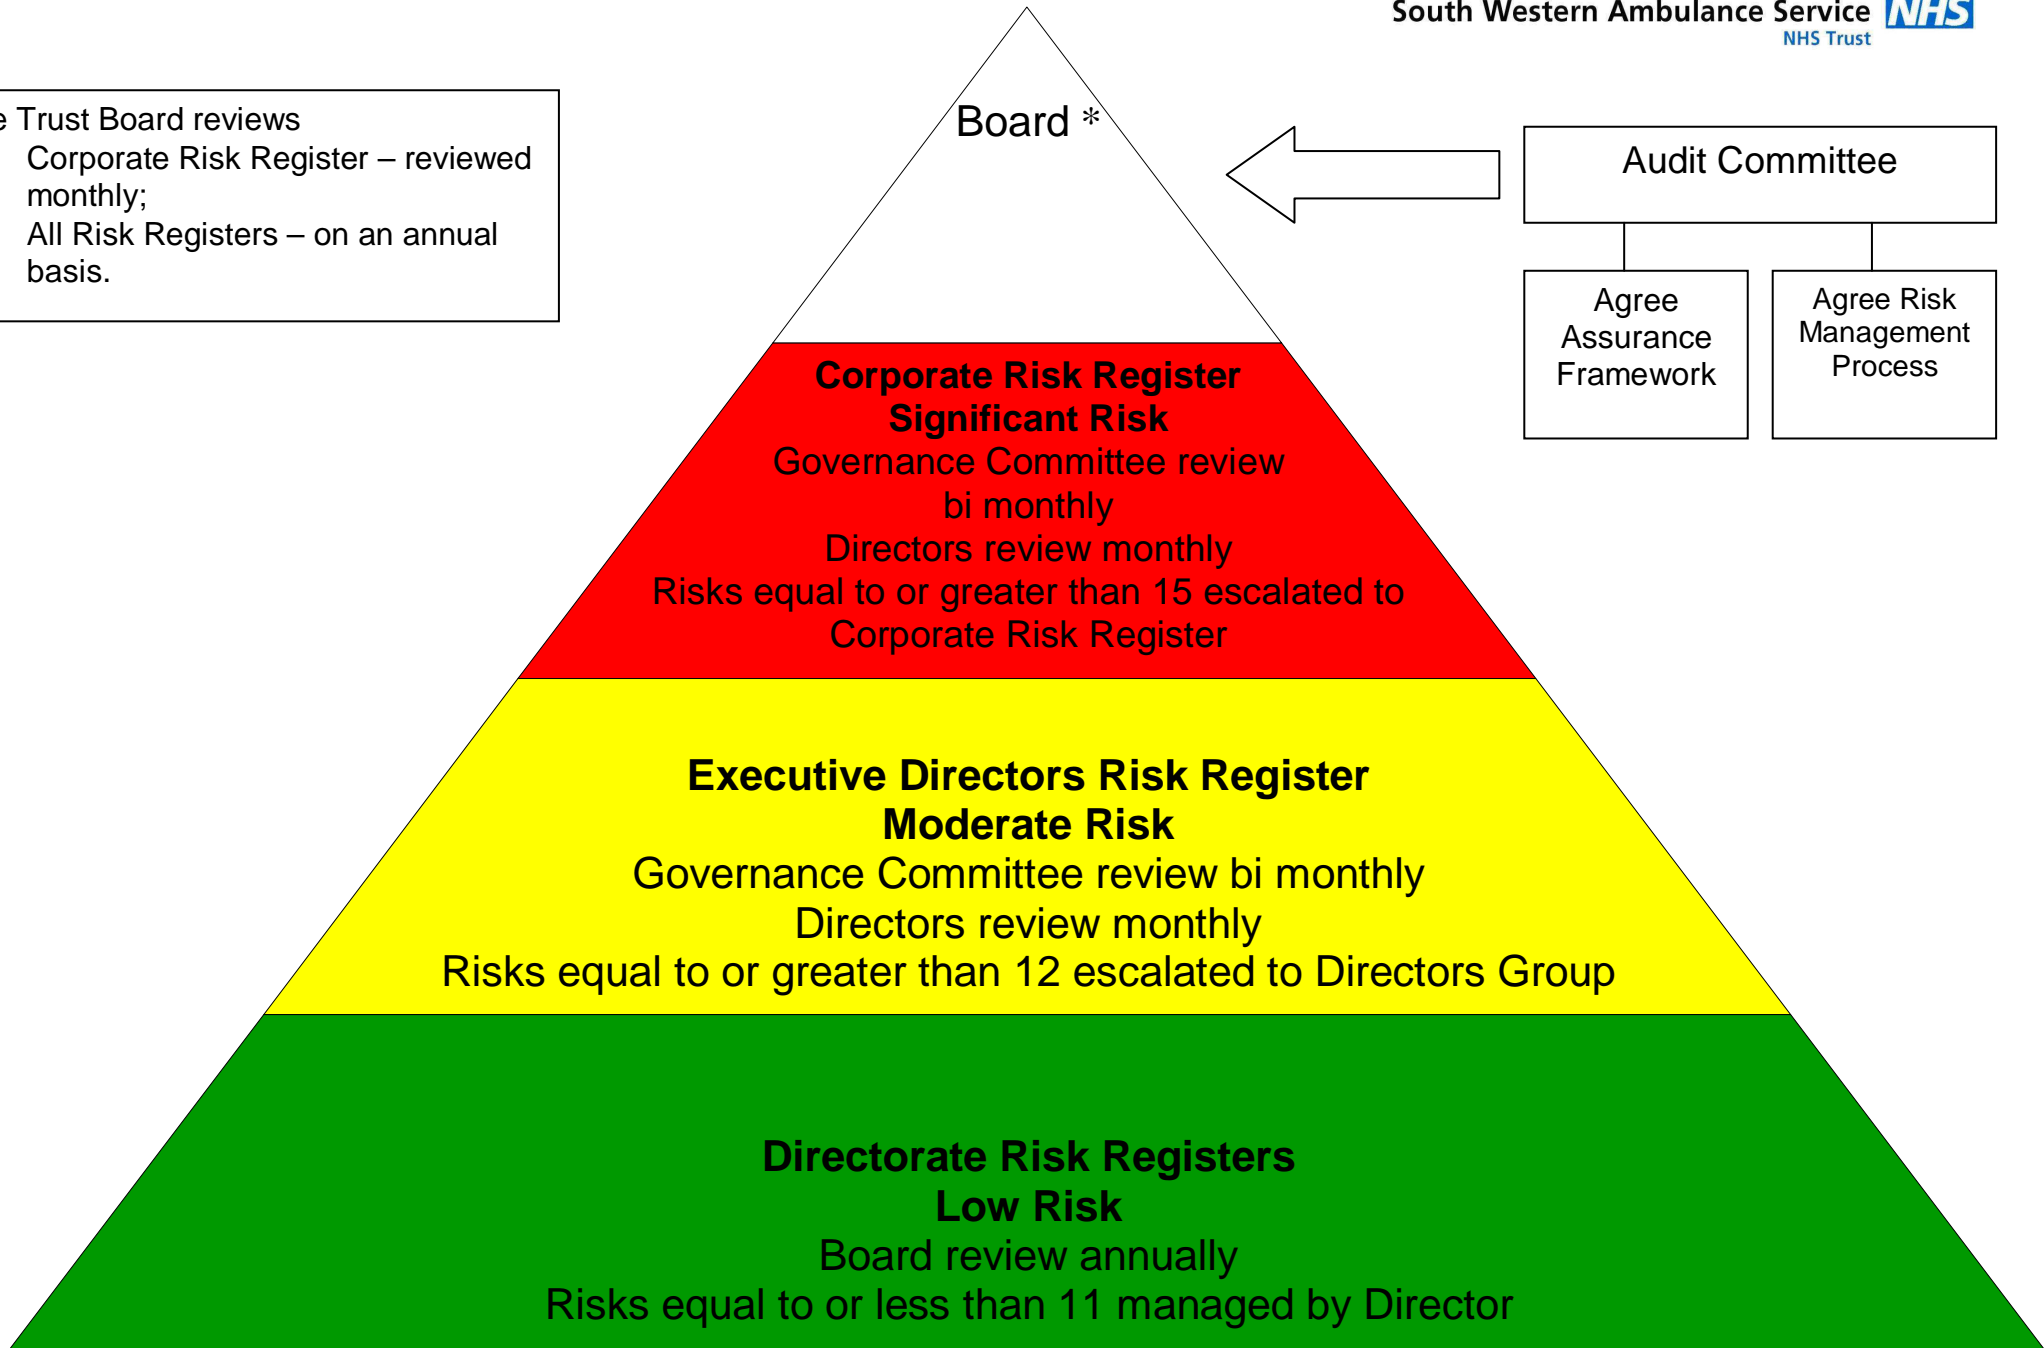 South Western Ambulance Service NHS
NHS Trust
Trust Board reviews
Corporate Risk Register – reviewed
monthly;
All Risk Registers – on an annual
basis.
Board *
Audit Committee
Agree
Assurance
Framework
Agree Risk
Management
Process
Corporate Risk Register
Significant Risk
Governance Committee review
bi monthly
Directors review monthly
Risks equal to or greater than 15 escalated to
Corporate Risk Register
Executive Directors Risk Register
Moderate Risk
Governance Committee review bi monthly
Directors review monthly
Risks equal to or greater than 12 escalated to Directors Group
Directorate Risk Registers
Low Risk
Board review annually
Risks equal to or less than 11 managed by Director